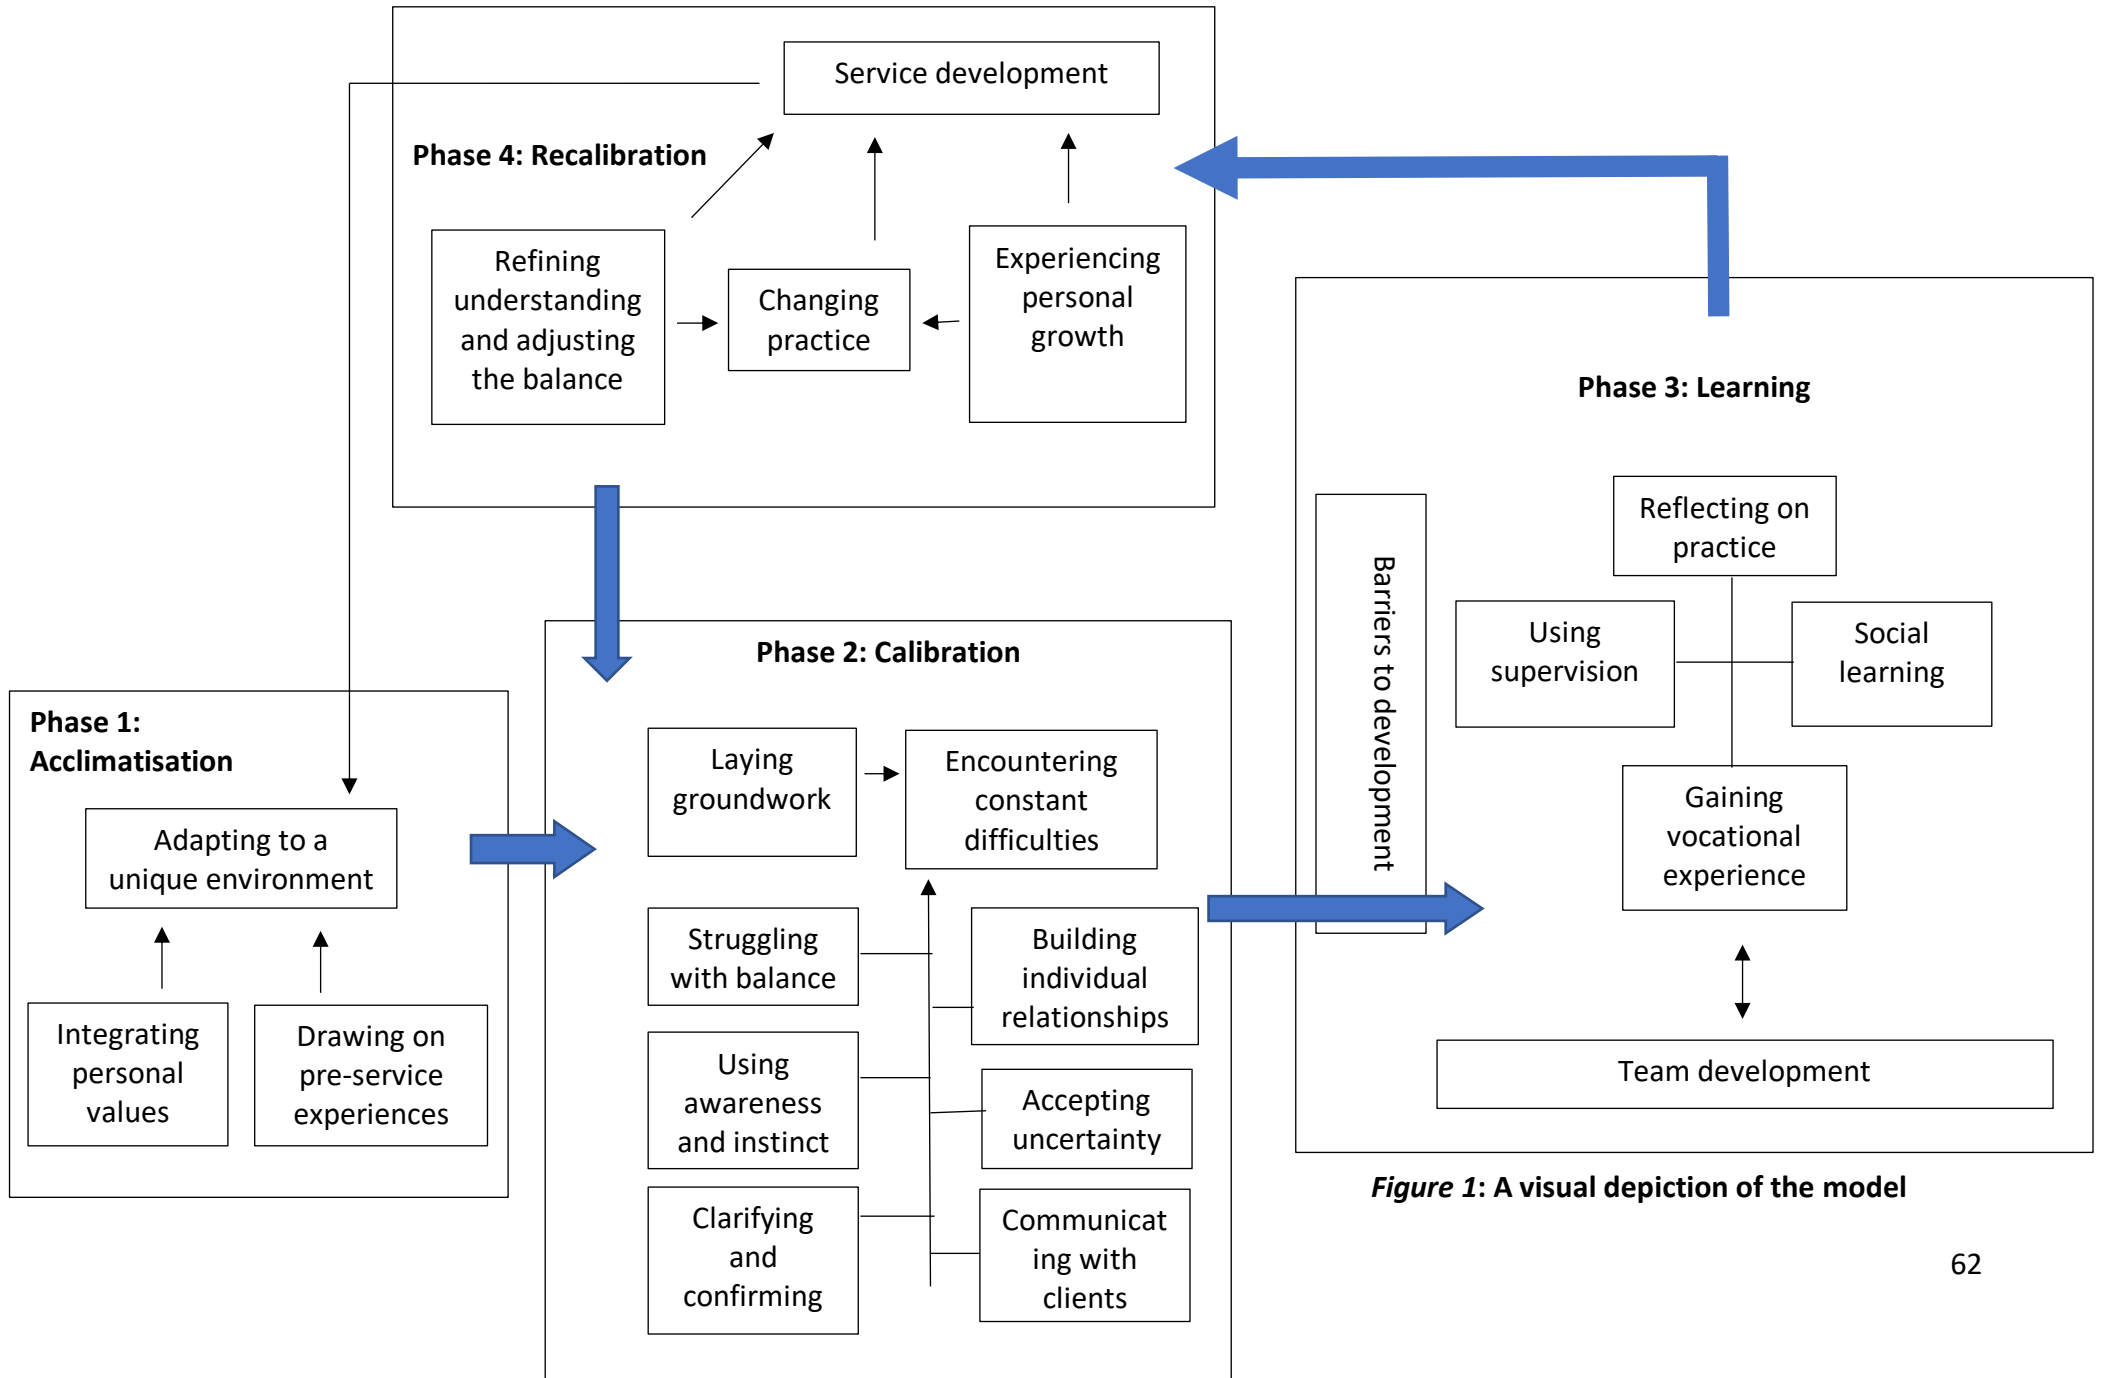 Service development
Phase 4: Recalibration
Refining
understanding
and adjusting
the balance
Changing
practice
Experiencing
personal
growth
Phase 3: Learning
Reflecting on
practice
Using
supervision
Social
learning
Barriers to development
Gaining
vocational
experience
Team development
Phase 2: Calibration
Laying
groundwork
Encountering
constant
difficulties
Struggling
with balance
Building
individual
relationships
Using
awareness
and instinct
Accepting
uncertainty
Clarifying
and
confirming
Communicat
ing with
clients
Phase 1:
Acclimatisation
Adapting to a
unique environment
Integrating
personal
values
Drawing on
pre-service
experiences
Figure 1: A visual depiction of the model
62